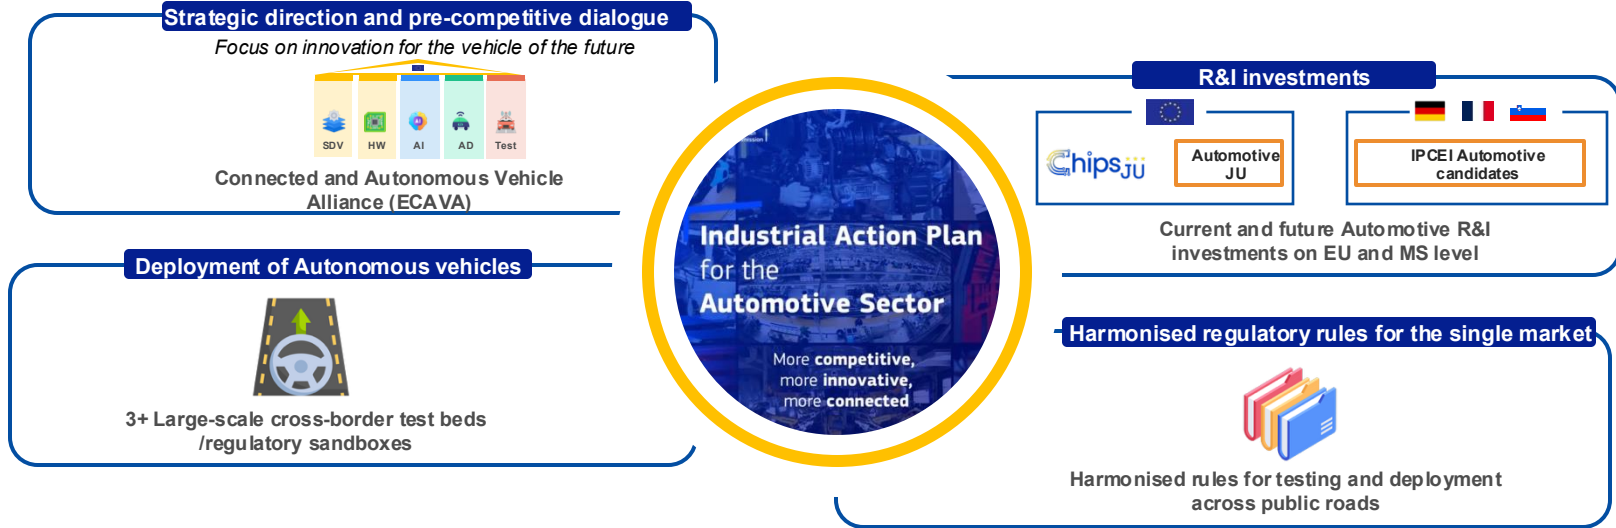 Strategic direction and pre-competitive dialogue
Focus on innovation for the vehicle of the future
SDV HW AI AD Test
Connected and Autonomous Vehicle
Alliance (ECAVA)
Deployment of Autonomous vehicles
3+ Large-scale cross-border test beds
/regulatory sandboxes
Industrial Action Plan
for the
Automotive Sector
More competitive,
more innovative,
more connected
R&I investments
Chips JU
Automotive
JU
IPCEI Automotive
candidates
Current and future Automotive R&I
investments on EU and MS level
Harmonised regulatory rules for the single market
Harmonised rules for testing and deployment
across public roads